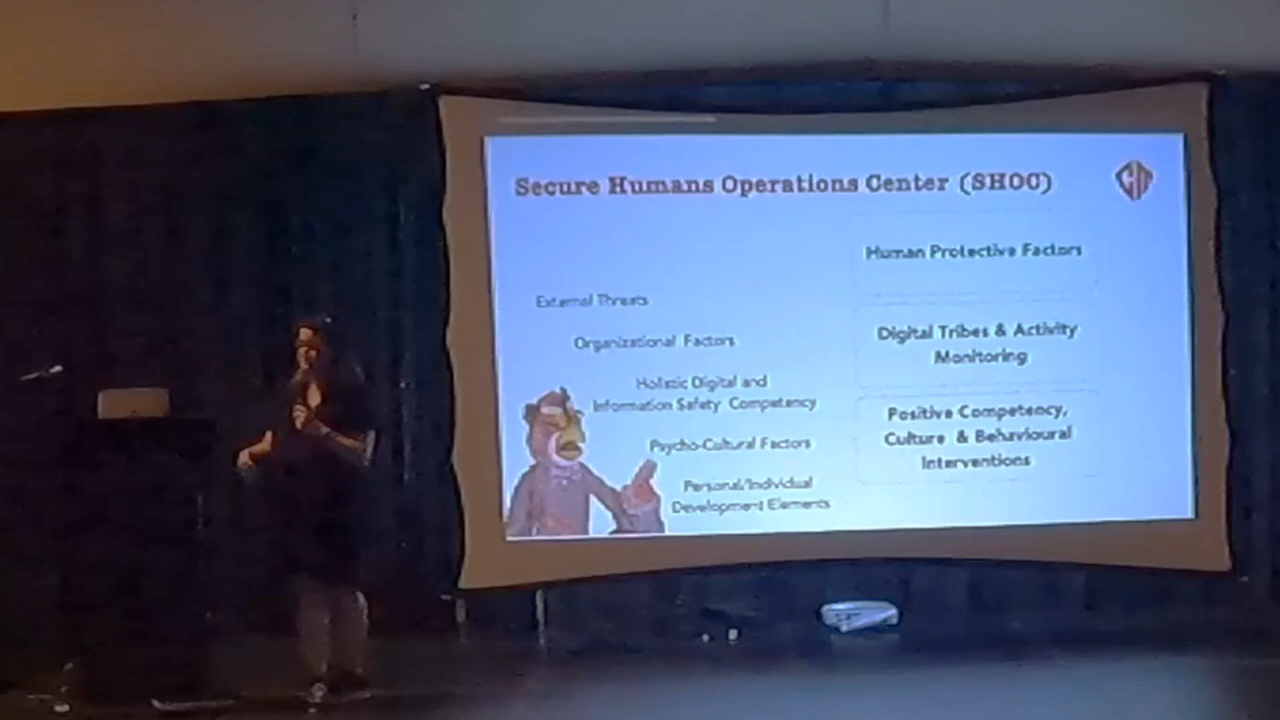 Secure Humans Operations Center (SHOC)
External Threats
Organizational Factors
Holistic Digital and
Information Safety Competency
Psycho-Cultural Factors
Personal/Individual
Development Elements
Human Protective Factors
Digital Tribes & Activity
Monitoring
Positive Competency,
Culture & Behavioural
Interventions